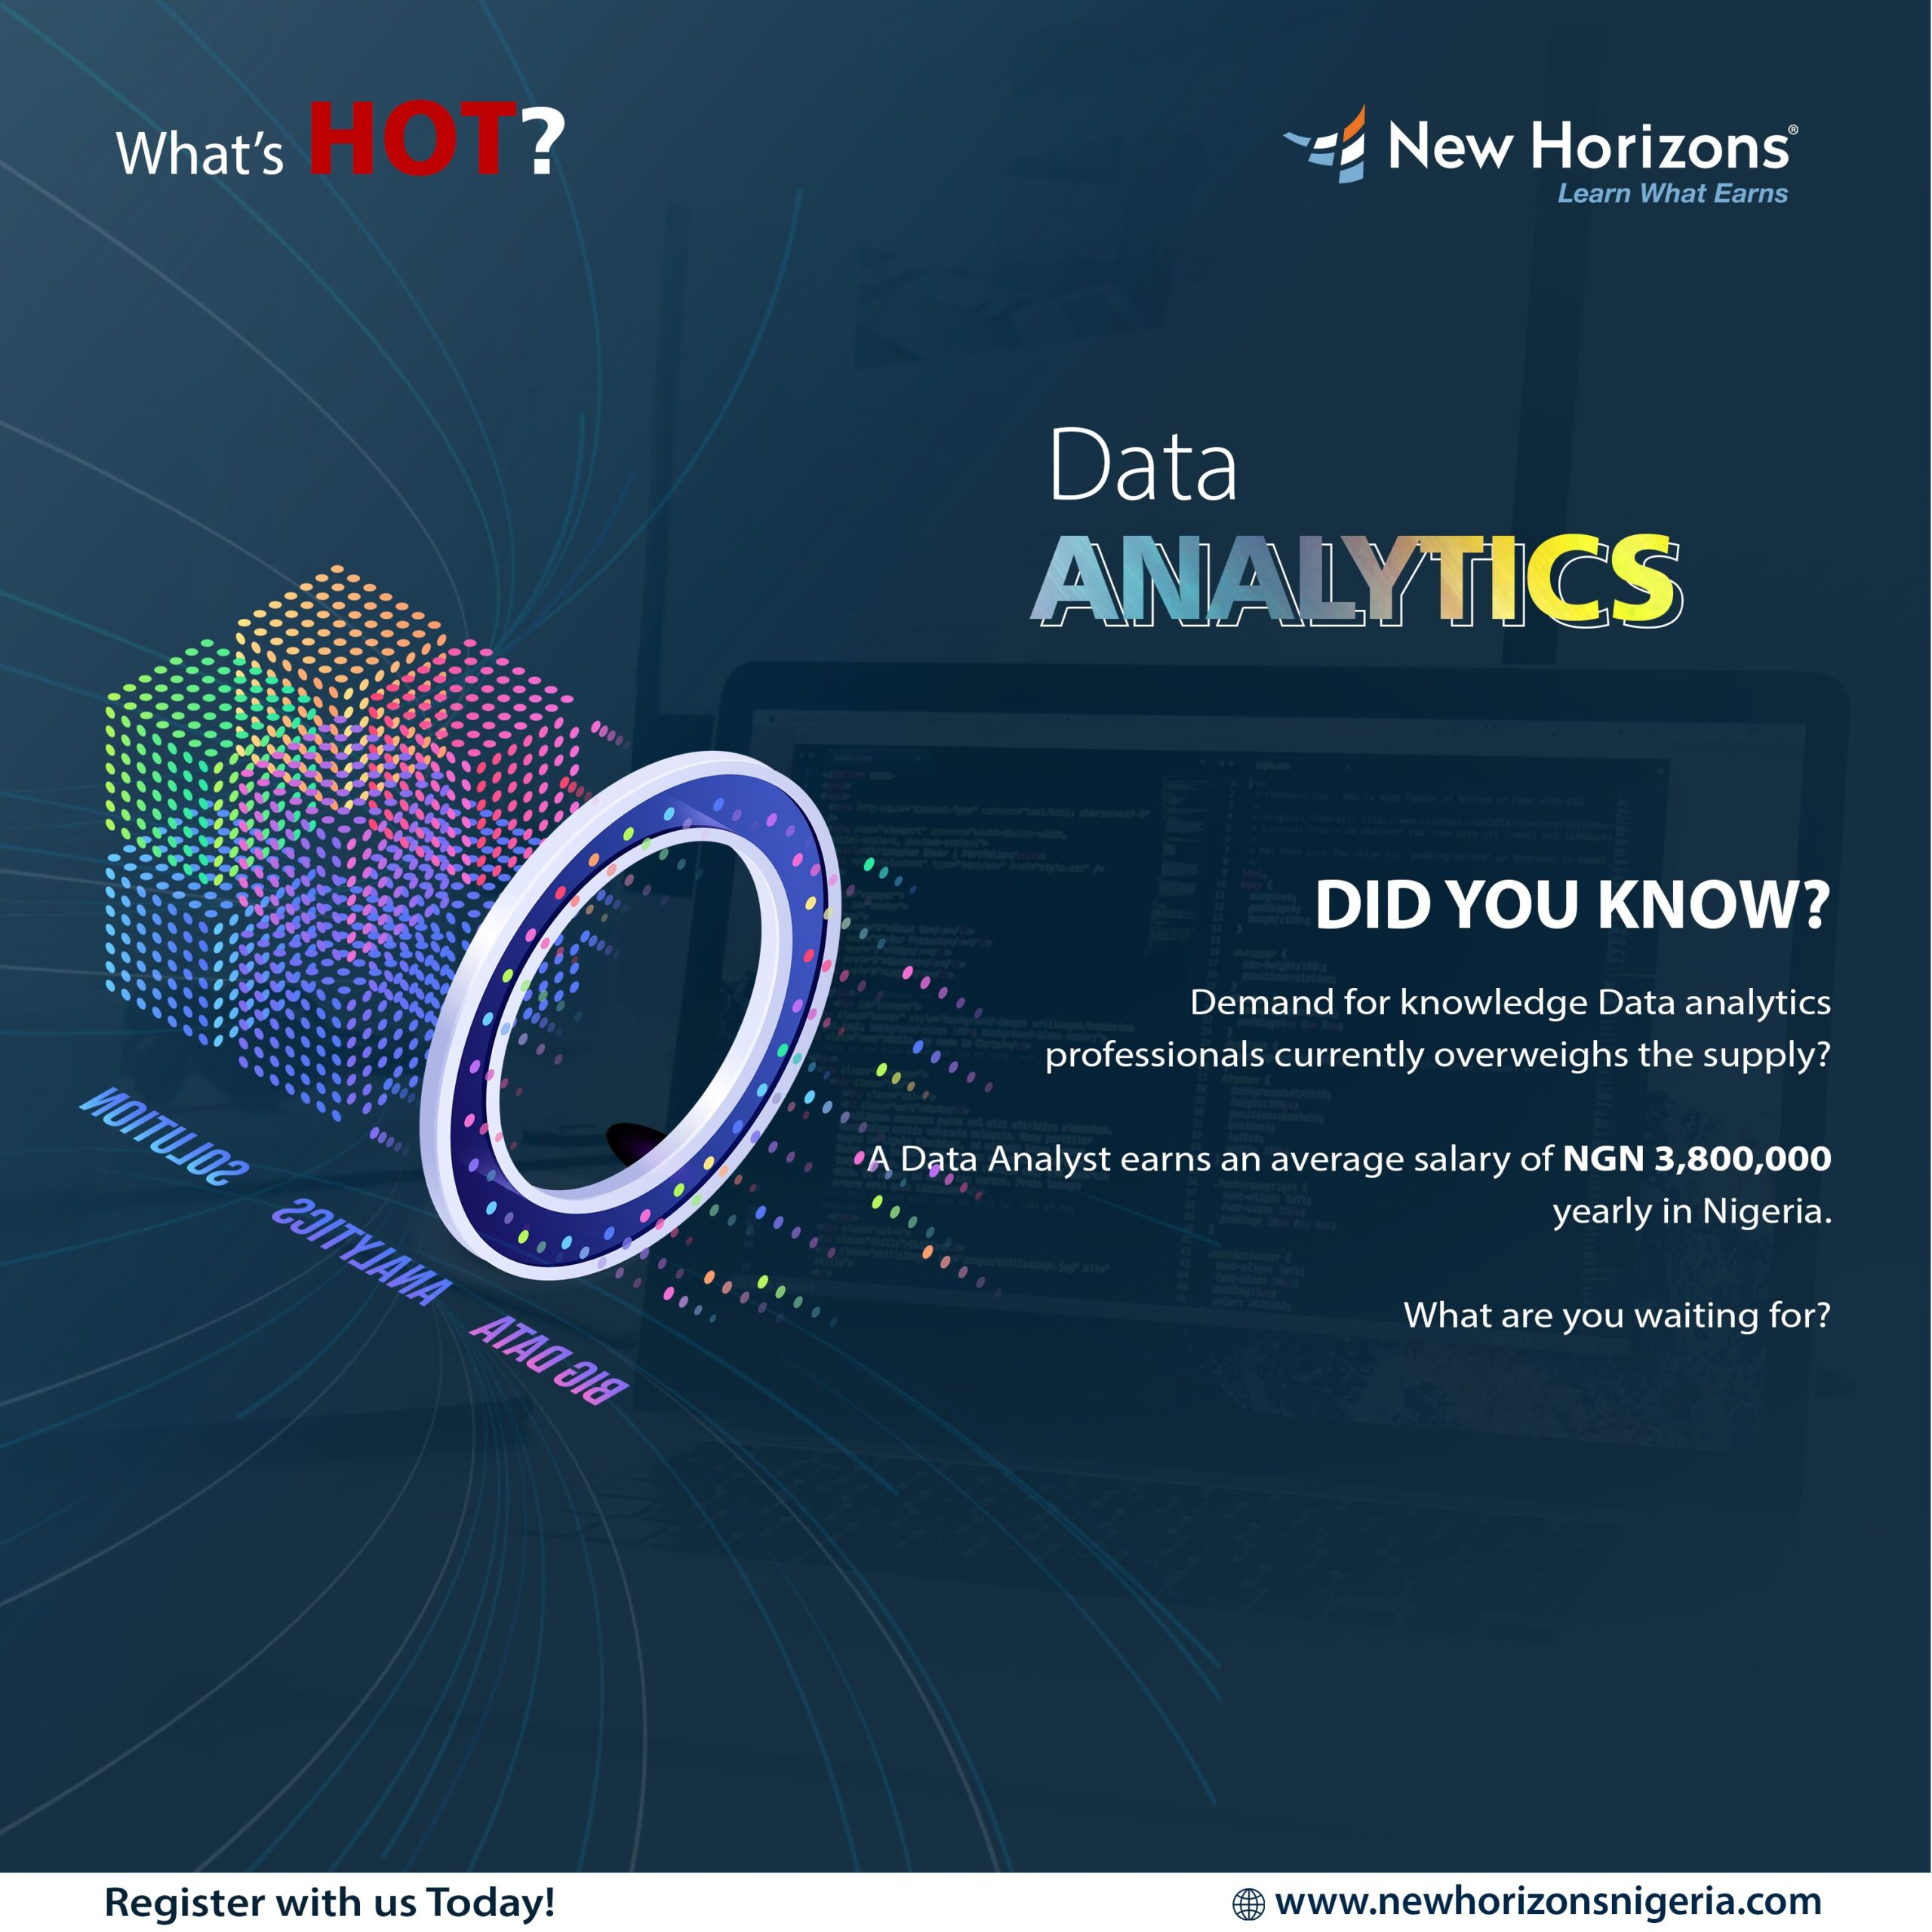 What's HOT?
New Horizons®
Learn What Earns
Data
ANALYTICS
DID YOU KNOW?
Demand for knowledge Data analytics
professionals currently overweighs the supply?
A Data Analyst earns an average salary of NGN 3,800,000
yearly in Nigeria.
What are you waiting for?
SOLUTION
ANALYTICS
BIG DATA
Register with us Today!
www.newhorizonsnigeria.com